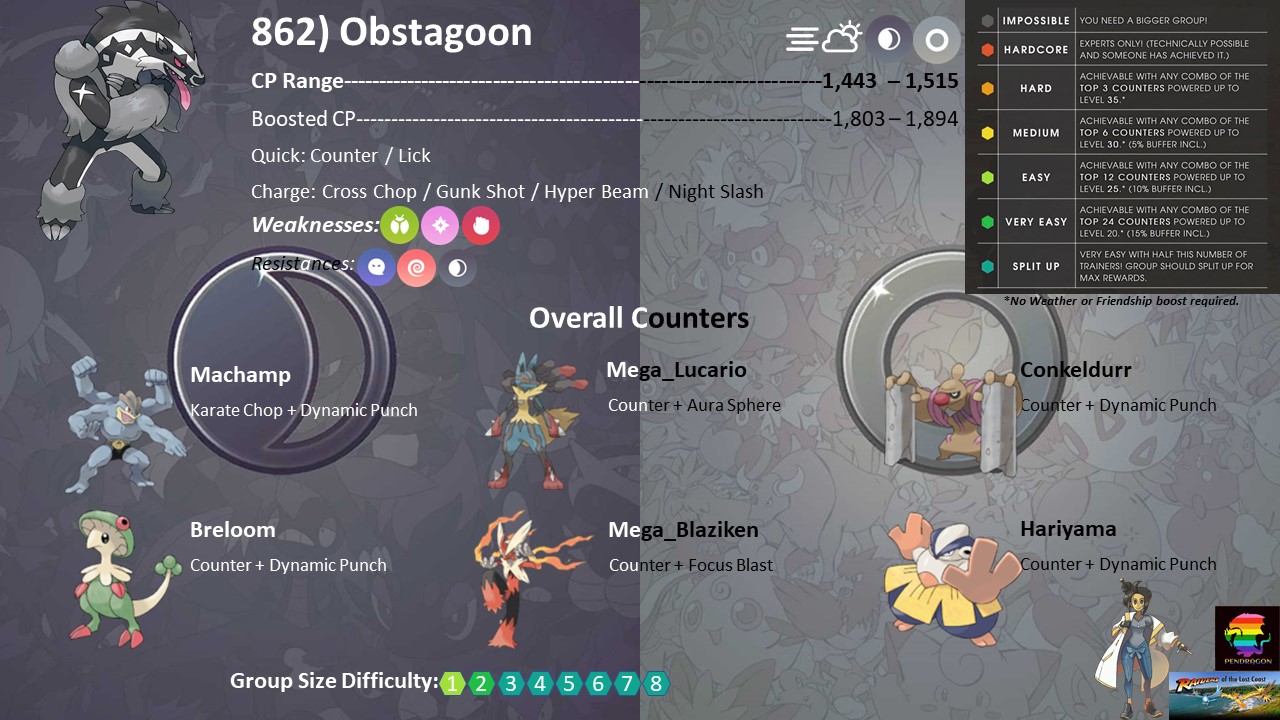 862) Obstagoon
CP Range--------------------1,443 – 1,515
Boosted CP--------------------1,803 – 1,894
Quick: Counter / Lick
Charge: Cross Chop / Gunk Shot / Hyper Beam / Night Slash
Weaknesses:
Resistances:
IMPOSSIBLE YOU NEED A BIGGER GROUP!
HARDCORE EXPERTS ONLY! (TECHNICALLY POSSIBLE
AND SOMEONE HAS ACHIEVED IT.)
HARD ACHIEVABLE WITH ANY COMBO OF THE
TOP 3 COUNTERS POWERED UP TO
LEVEL 35.*
MEDIUM ACHIEVABLE WITH ANY COMBO OF THE
TOP 6 COUNTERS POWERED UP TO
LEVEL 30.* (5% BUFFER INCL.)
EASY ACHIEVABLE WITH ANY COMBO OF THE
TOP 12 COUNTERS POWERED UP TO
LEVEL 25.* (10% BUFFER INCL.)
VERY EASY ACHIEVABLE WITH ANY COMBO OF THE
TOP 24 COUNTERS POWERED UP TO
LEVEL 20.* (15% BUFFER INCL.)
SPLIT UP VERY EASY WITH HALF THIS NUMBER OF
TRAINERS! GROUP SHOULD SPLIT UP FOR
MAX REWARDS.
*No Weather or Friendship boost required.
Overall Counters
Machamp
Karate Chop + Dynamic Punch
Mega_Lucario
Counter + Aura Sphere
Conkeldurr
Counter + Dynamic Punch
Breloom
Counter + Dynamic Punch
Mega_Blaziken
Counter + Focus Blast
Hariyama
Counter + Dynamic Punch
Group Size Difficulty: 1 2 3 4 5 6 7 8
PENDRAGON
RAIDERS of the Lost Coast